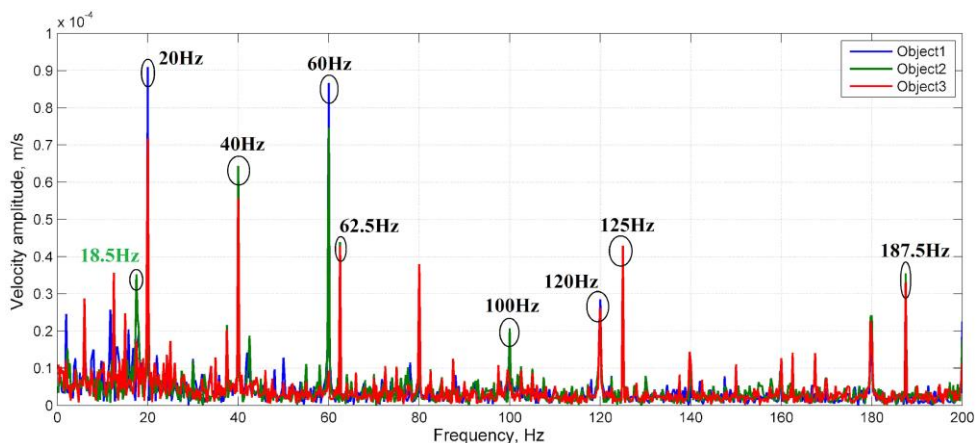 x 10⁻⁴
1
0.9
0.8
0.7
0.6
0.5
0.4
0.3
0.2
0.1
0
Velocity amplitude, m/s
20Hz
60Hz
40Hz
18.5Hz
62.5Hz
100Hz
120Hz
125Hz
187.5Hz
Object1
Object2
Object3
0 20 40 60 80 100 120 140 160 180 200
Frequency, Hz